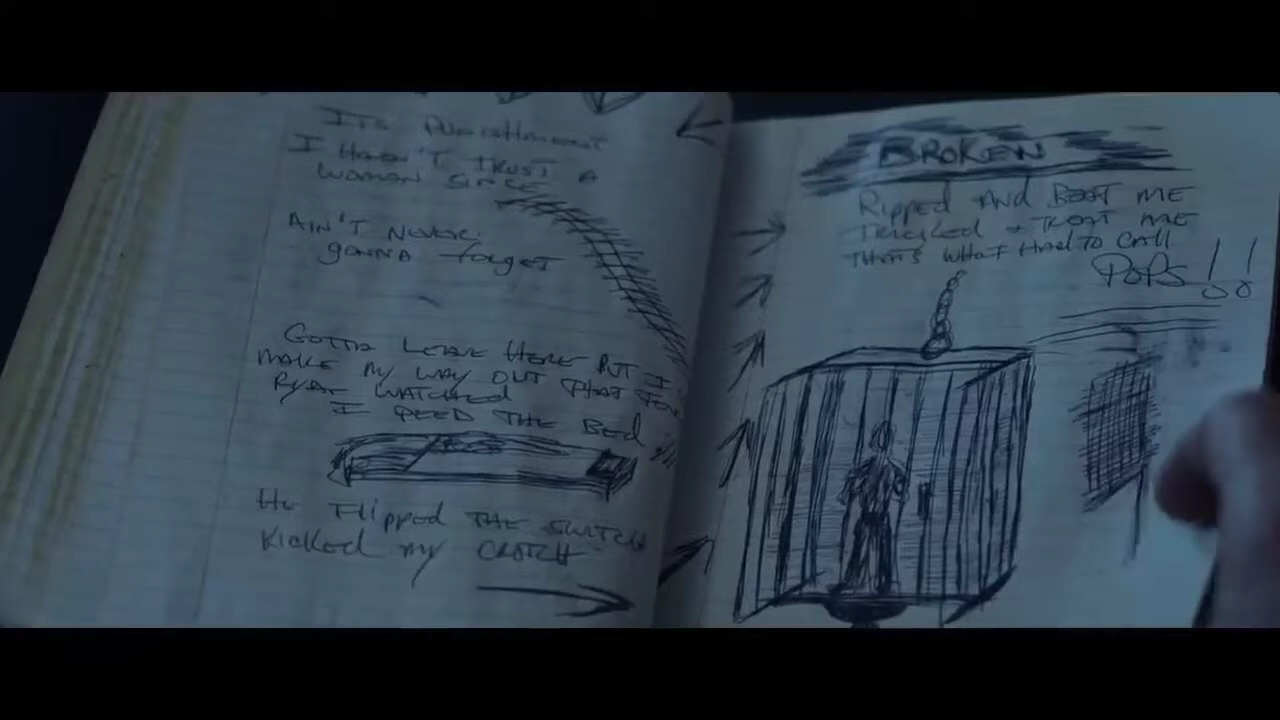 ITS PUNISHMENT
I HAVEN'T TRUST A
WOMAN SINCE
AIN'T NEVER
GONNA FORGET
GOTTA LEAVE HERE BUT I
MAKE MY WAY OUT THAT
RYAN WATCHED
I PEED THE BED
HE FLIPPED THE SWITCH
KICKED MY CROTCH
BROKEN
RIPPED AND BEAT ME
TRICKED + TREAT ME
THAT'S WHAT I HAD TO CALL
POPS!!